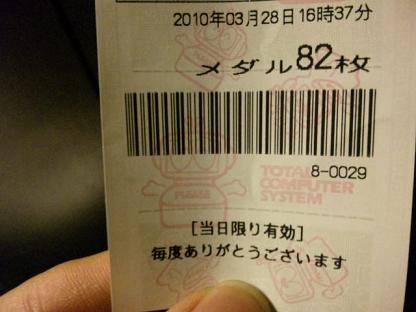 2010年03月28日16時37分
メダル82枚
8-0029
TOTAL
COMPUTER
SYSTEM
PLEASE
[当日限り有効]
毎度ありがとうございます